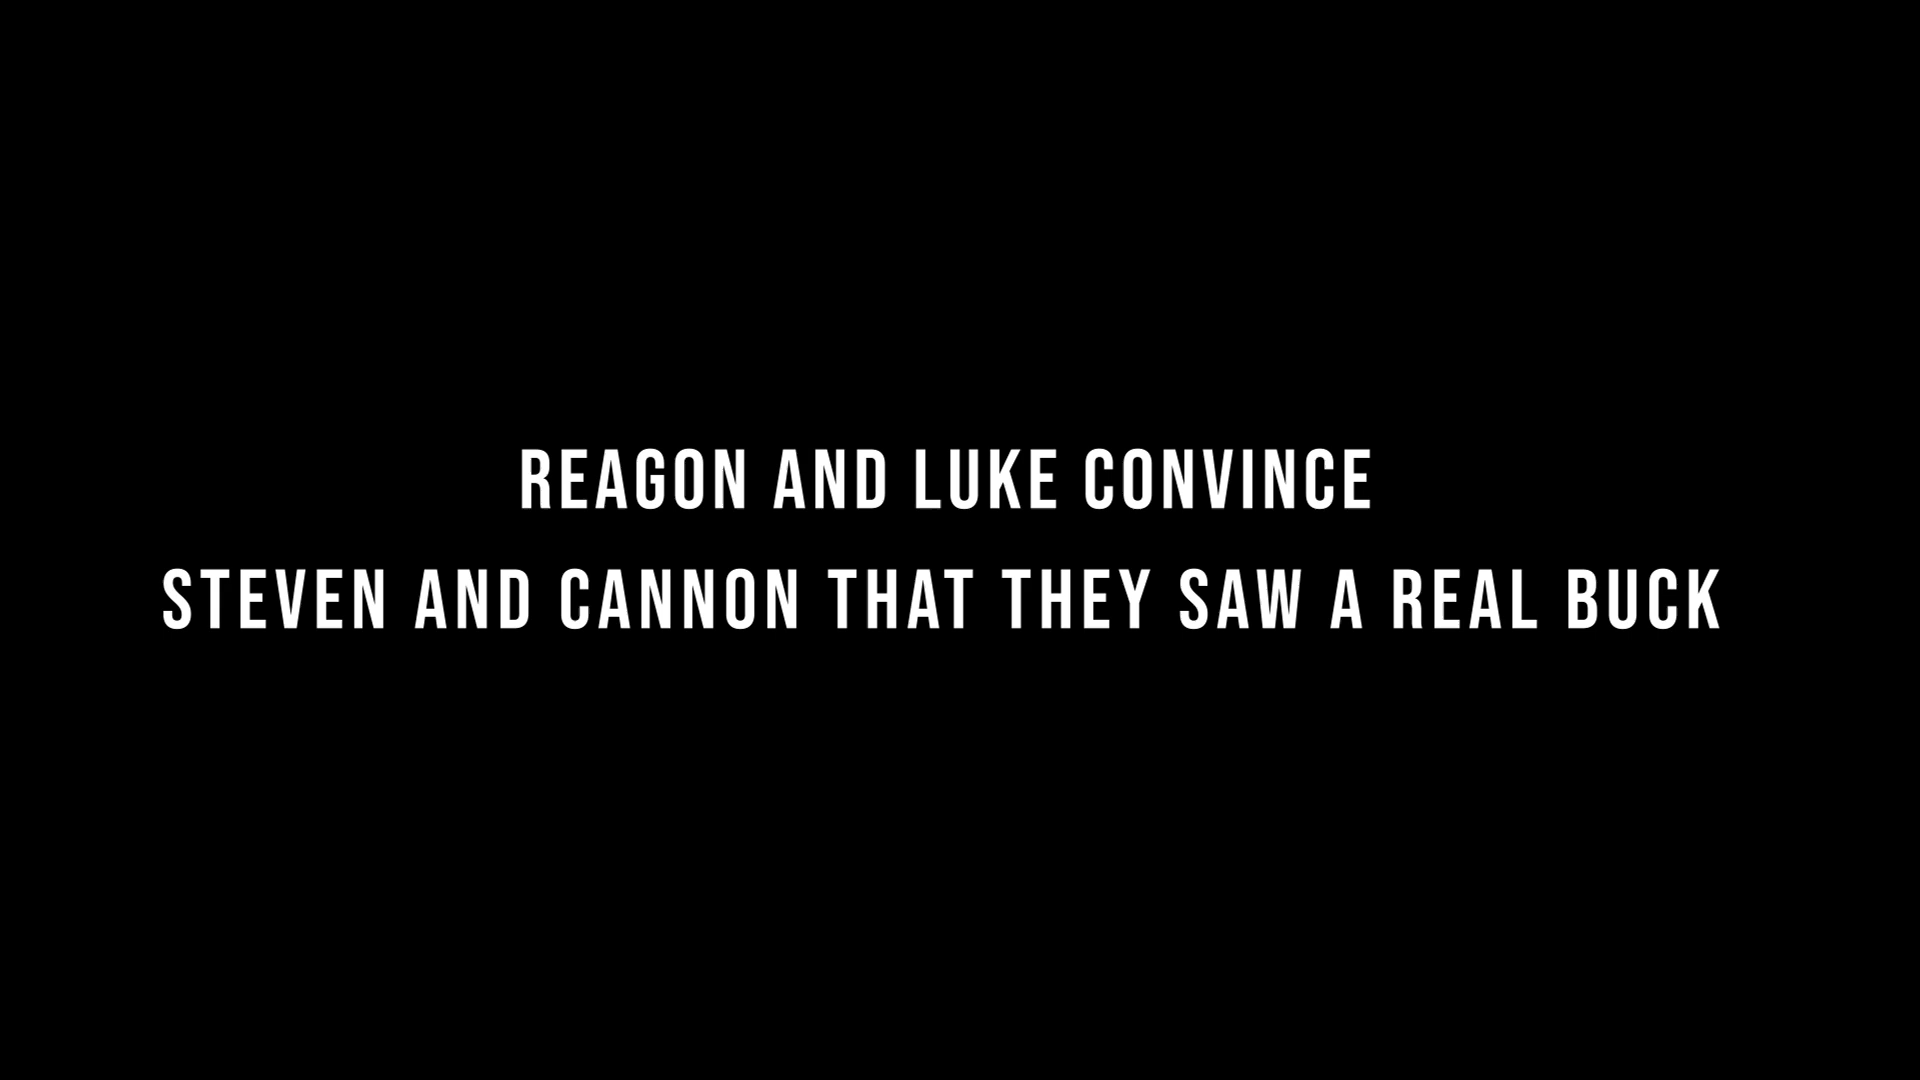 REAGON AND LUKE CONVINCE
STEVEN AND CANNON THAT THEY SAW A REAL BUCK